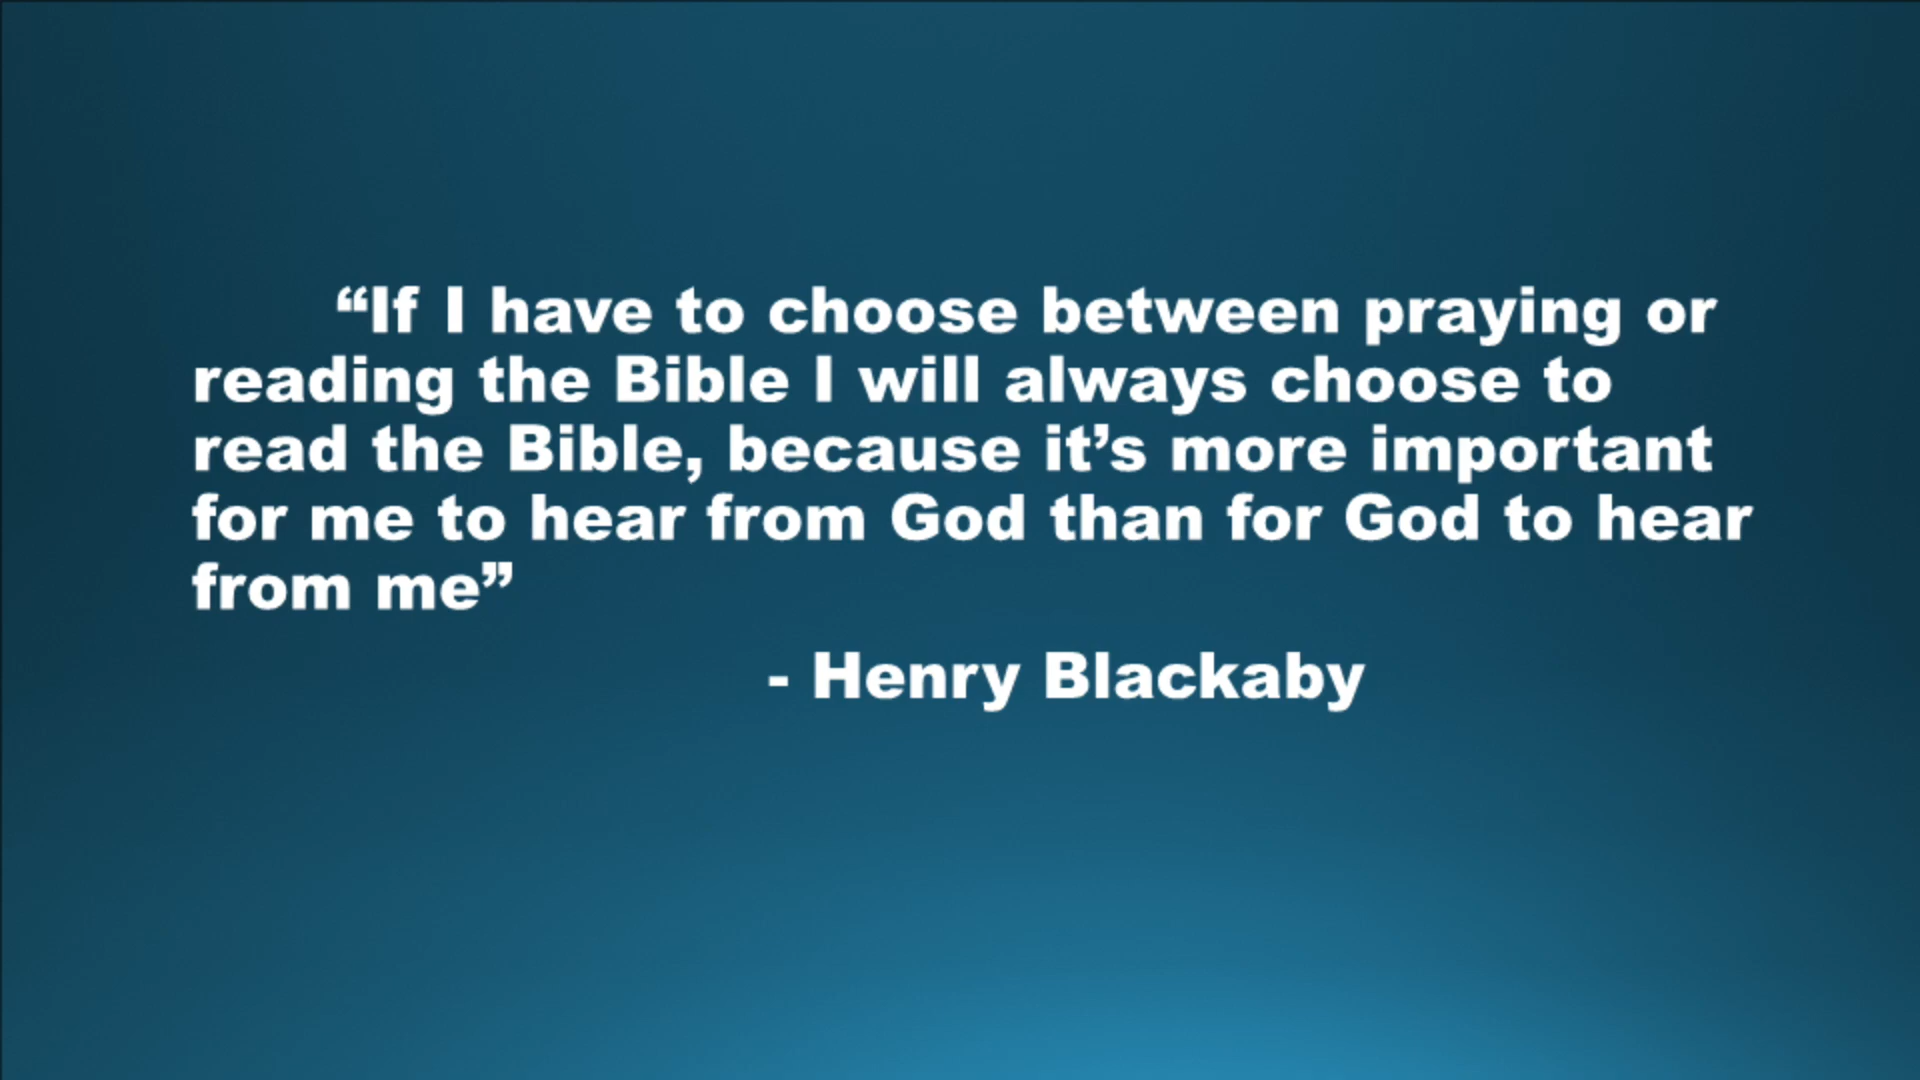 “If I have to choose between praying or
reading the Bible I will always choose to
read the Bible, because it’s more important
for me to hear from God than for God to hear
from me”
- Henry Blackaby